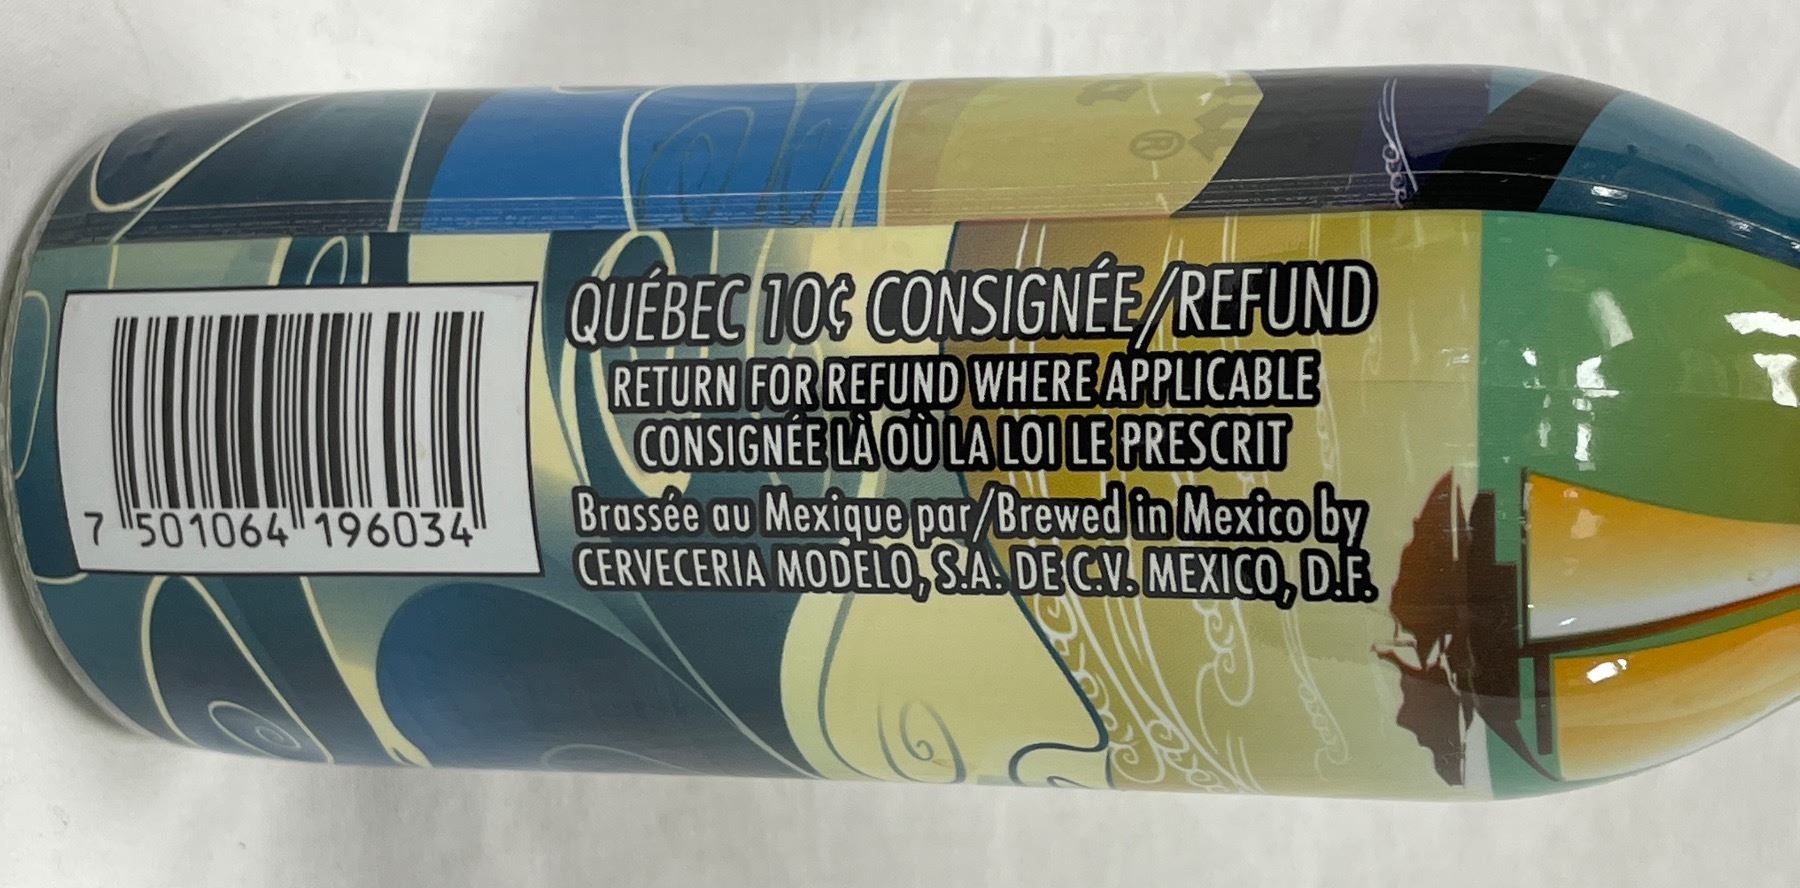 QUÉBEC 10¢ CONSIGNÉE/REFUND
RETURN FOR REFUND WHERE APPLICABLE
CONSIGNÉE LÀ OÙ LA LOI LE PRESCRIT
Brassée au Mexique par/Brewed in Mexico by
CERVECERIA MODELO, S.A. DE C.V. MEXICO, D.F.
7 501064 196034
®